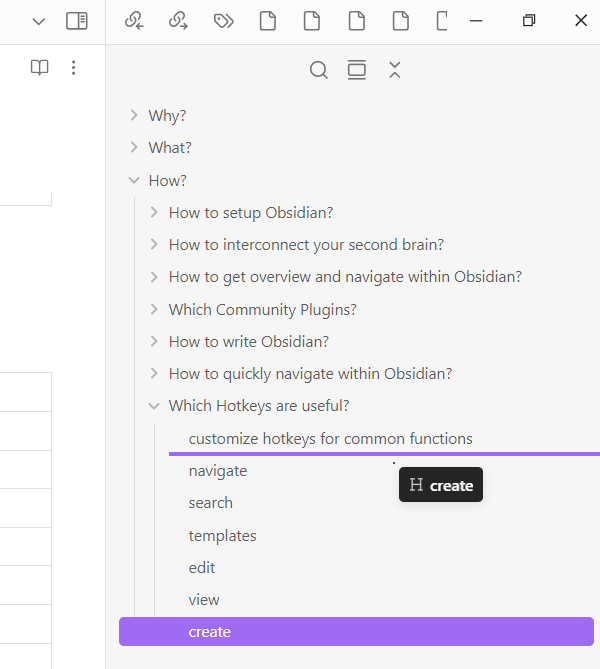 Why?
What?
How?
How to setup Obsidian?
How to interconnect your second brain?
How to get overview and navigate within Obsidian?
Which Community Plugins?
How to write Obsidian?
How to quickly navigate within Obsidian?
Which Hotkeys are useful?
customize hotkeys for common functions
navigate
H create
search
templates
edit
view
create